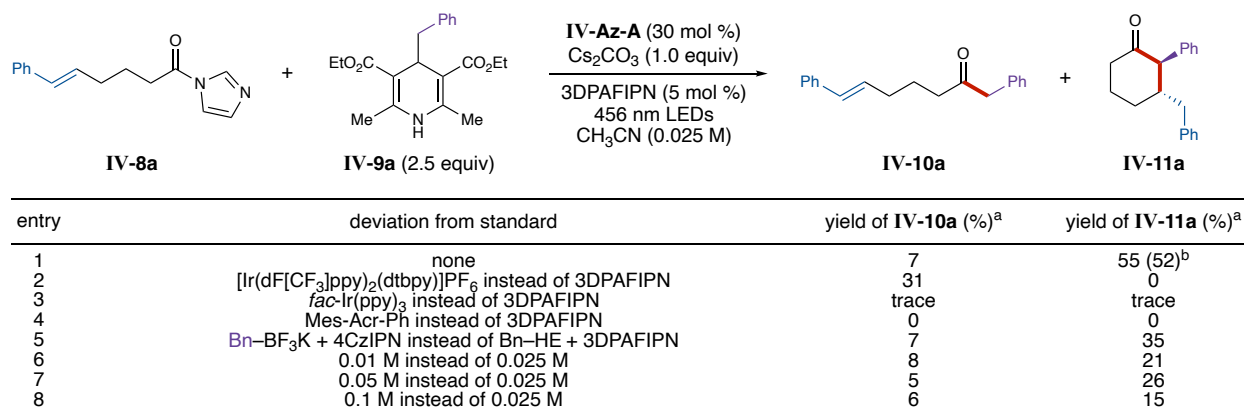 Ph
O
N
N
IV-8a
+
Ph
EtO₂C
CO₂Et
Me
N
H
Me
IV-9a (2.5 equiv)
IV-Az-A (30 mol %)
Cs₂CO₃ (1.0 equiv)
3DPAFIPN (5 mol %)
456 nm LEDs
CH₃CN (0.025 M)
Ph
O
Ph
IV-10a
+
O
Ph
Ph
IV-11a
entry deviation from standard yield of IV-10a (%)ᵃ yield of IV-11a (%)ᵃ
1 none 7 55 (52)ᵇ
2 [Ir(dF[CF₃]ppy)₂(dtbpy)]PF₆ instead of 3DPAFIPN 31 0
3 fac-Ir(ppy)₃ instead of 3DPAFIPN trace trace
4 Mes-Acr-Ph instead of 3DPAFIPN 0 0
5 Bn–BF₃K + 4CzIPN instead of Bn–HE + 3DPAFIPN 7 35
6 0.01 M instead of 0.025 M 8 21
7 0.05 M instead of 0.025 M 5 26
8 0.1 M instead of 0.025 M 6 15